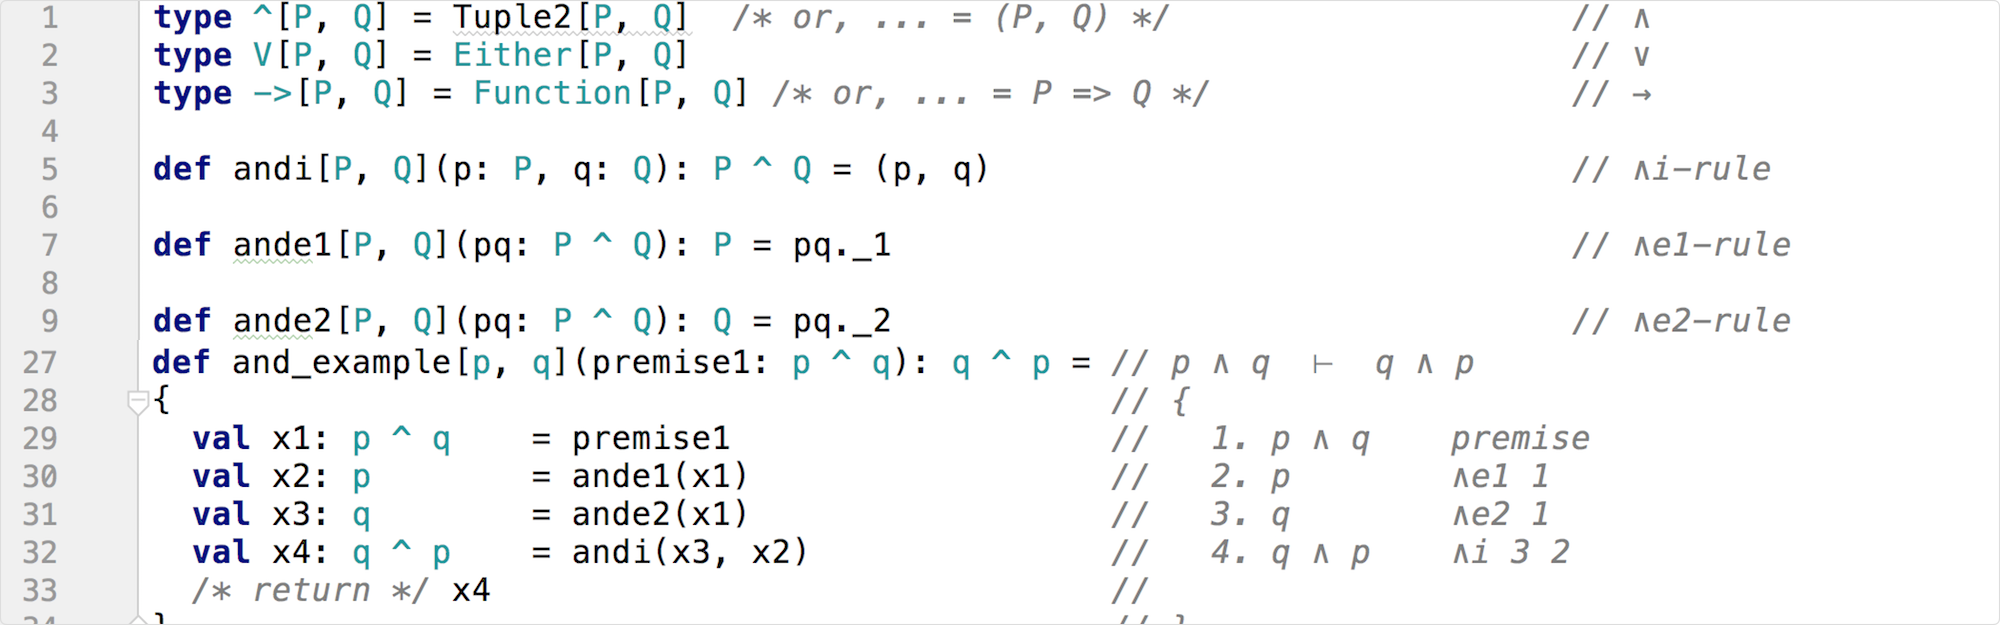 1 type ^[P, Q] = Tuple2[P, Q] /* or, ... = (P, Q) */ // ∧
2 type V[P, Q] = Either[P, Q] // ∨
3 type ->[P, Q] = Function[P, Q] /* or, ... = P => Q */ // →
4
5 def andi[P, Q](p: P, q: Q): P ^ Q = (p, q) // ∧i-rule
6
7 def ande1[P, Q](pq: P ^ Q): P = pq._1 // ∧e1-rule
8
9 def ande2[P, Q](pq: P ^ Q): Q = pq._2 // ∧e2-rule
27 def and_example[p, q](premise1: p ^ q): q ^ p = // p ∧ q ⊢ q ∧ p
28 { // {
29 val x1: p ^ q = premise1 // 1. p ∧ q premise
30 val x2: p = ande1(x1) // 2. p ∧e1 1
31 val x3: q = ande2(x1) // 3. q ∧e2 1
32 val x4: q ^ p = andi(x3, x2) // 4. q ∧ p ∧i 3 2
33 /* return */ x4 //
34 } // }